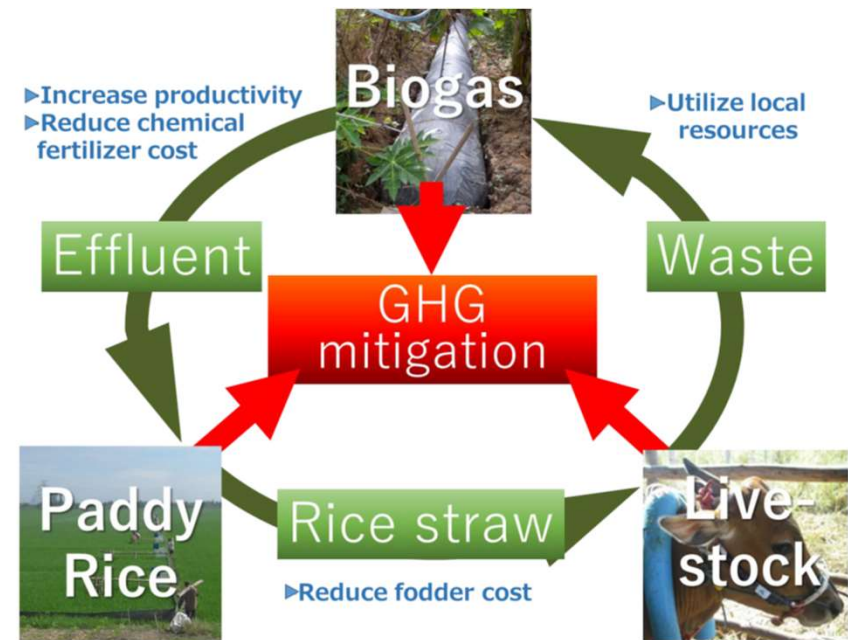 Biogas
▶Increase productivity
▶Reduce chemical
fertilizer cost
▶Utilize local
resources
Effluent
Waste
GHG
mitigation
Paddy
Rice
Rice straw
Live-
stock
▶Reduce fodder cost